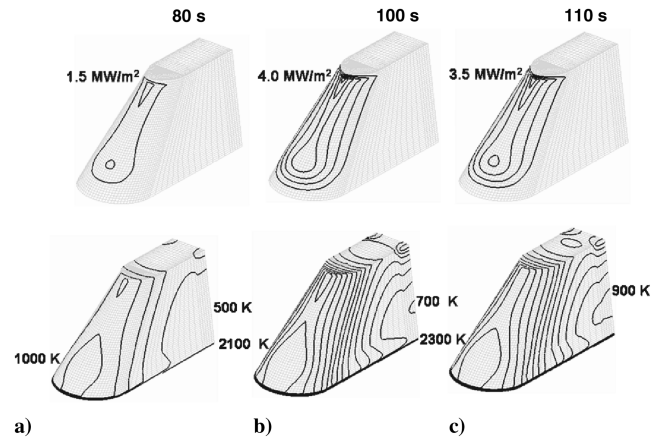 80 s
100 s
110 s
1.5 MW/m²
4.0 MW/m²
3.5 MW/m²
500 K
700 K
900 K
1000 K
2100 K
2300 K
a)
b)
c)